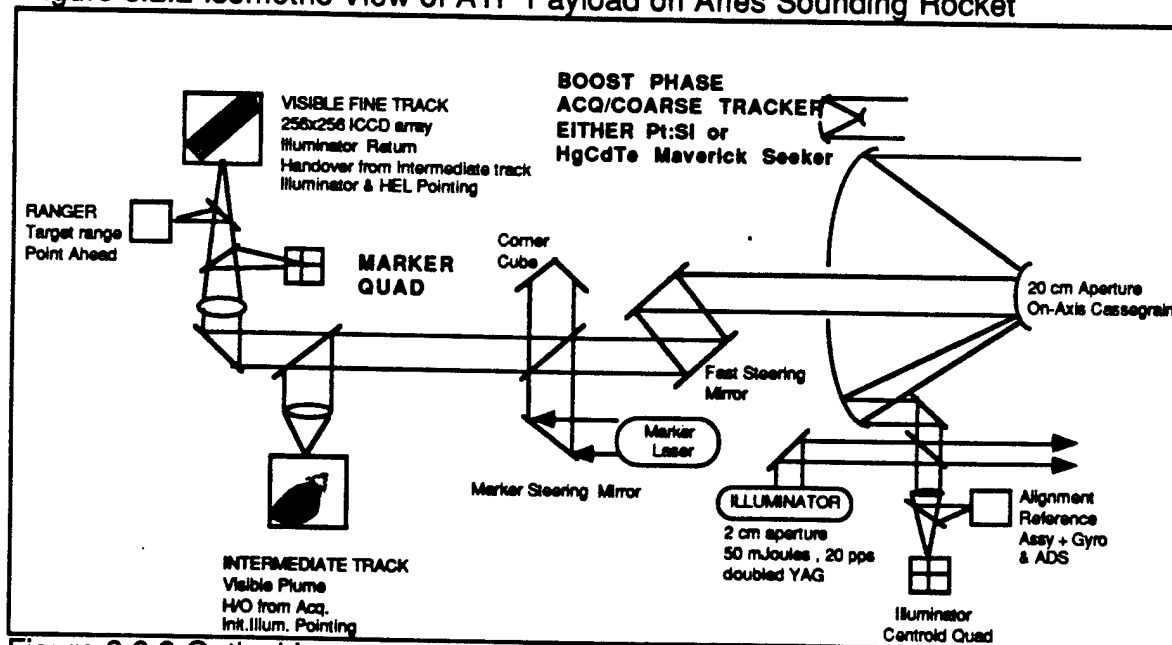 Isometric View of ATP Payload on Aries Sounding Rocket
BOOST PHASE
ACQ/COARSE TRACKER
EITHER Pt:SI or
HgCdTe Maverick Seeker
VISIBLE FINE TRACK
256x256 ICCD array
Illuminator Return
Handover from Intermediate track
Illuminator & HEL Pointing
RANGER
Target range
Point Ahead
MARKER
QUAD
Corner
Cube
20 cm Aperture
On-Axis Cassegrain
Fast Steering
Mirror
Marker
Laser
Marker Steering Mirror
ILLUMINATOR
2 cm aperture
50 mJoules , 20 pps
doubled YAG
Alignment
Reference
Assy + Gyro
& ADS
INTERMEDIATE TRACK
Visible Plume
H/O from Acq.
Init.Illum. Pointing
Illuminator
Centroid Quad